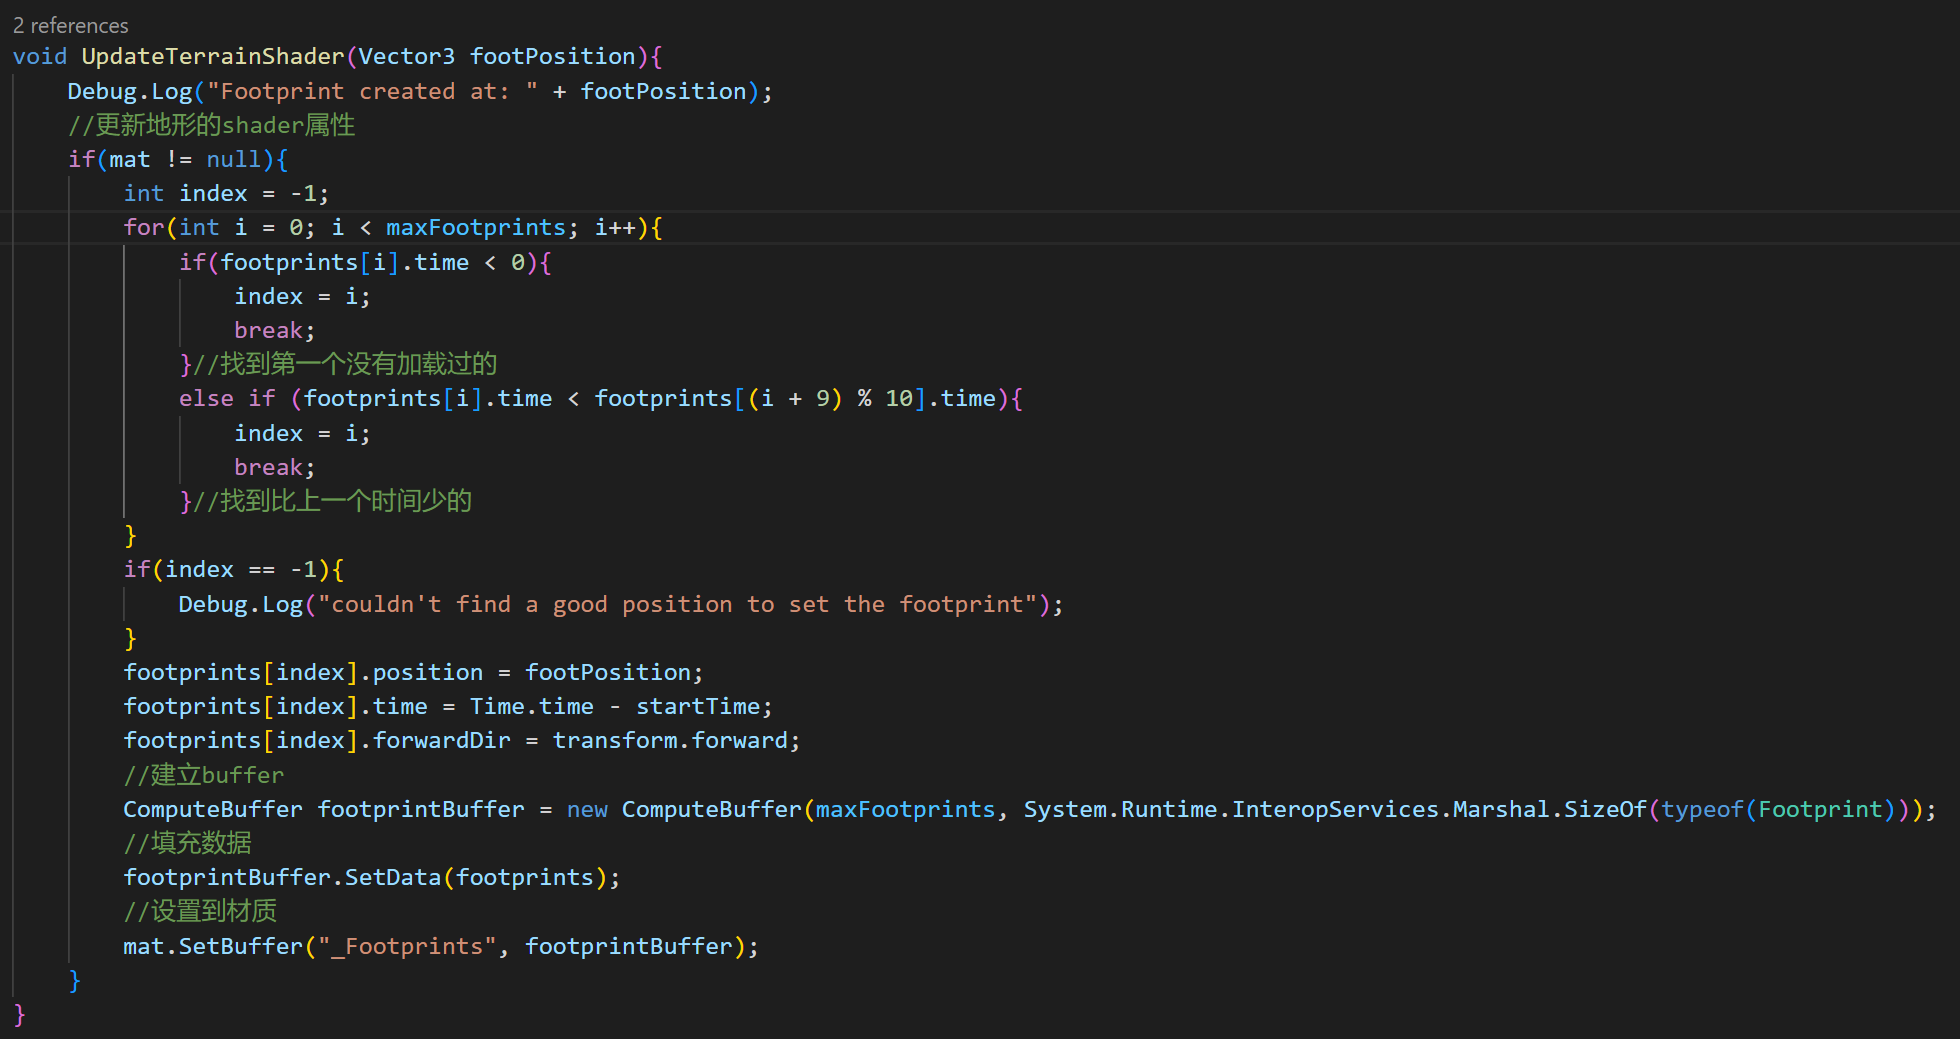 2 references
void UpdateTerrainShader(Vector3 footPosition){
    Debug.Log("Footprint created at: " + footPosition);
    //更新地形的shader属性
    if(mat != null){
        int index = -1;
        for(int i = 0; i < maxFootprints; i++){
            if(footprints[i].time < 0){
                index = i;
                break;
            }//找到第一个没有加载过的
            else if (footprints[i].time < footprints[(i + 9) % 10].time){
                index = i;
                break;
            }//找到比上一个时间少的
        }
        if(index == -1){
            Debug.Log("couldn't find a good position to set the footprint");
        }
        footprints[index].position = footPosition;
        footprints[index].time = Time.time - startTime;
        footprints[index].forwardDir = transform.forward;
        //建立buffer
        ComputeBuffer footprintBuffer = new ComputeBuffer(maxFootprints, System.Runtime.InteropServices.Marshal.SizeOf(typeof(Footprint)));
        //填充数据
        footprintBuffer.SetData(footprints);
        //设置到材质
        mat.SetBuffer("_Footprints", footprintBuffer);
    }
}